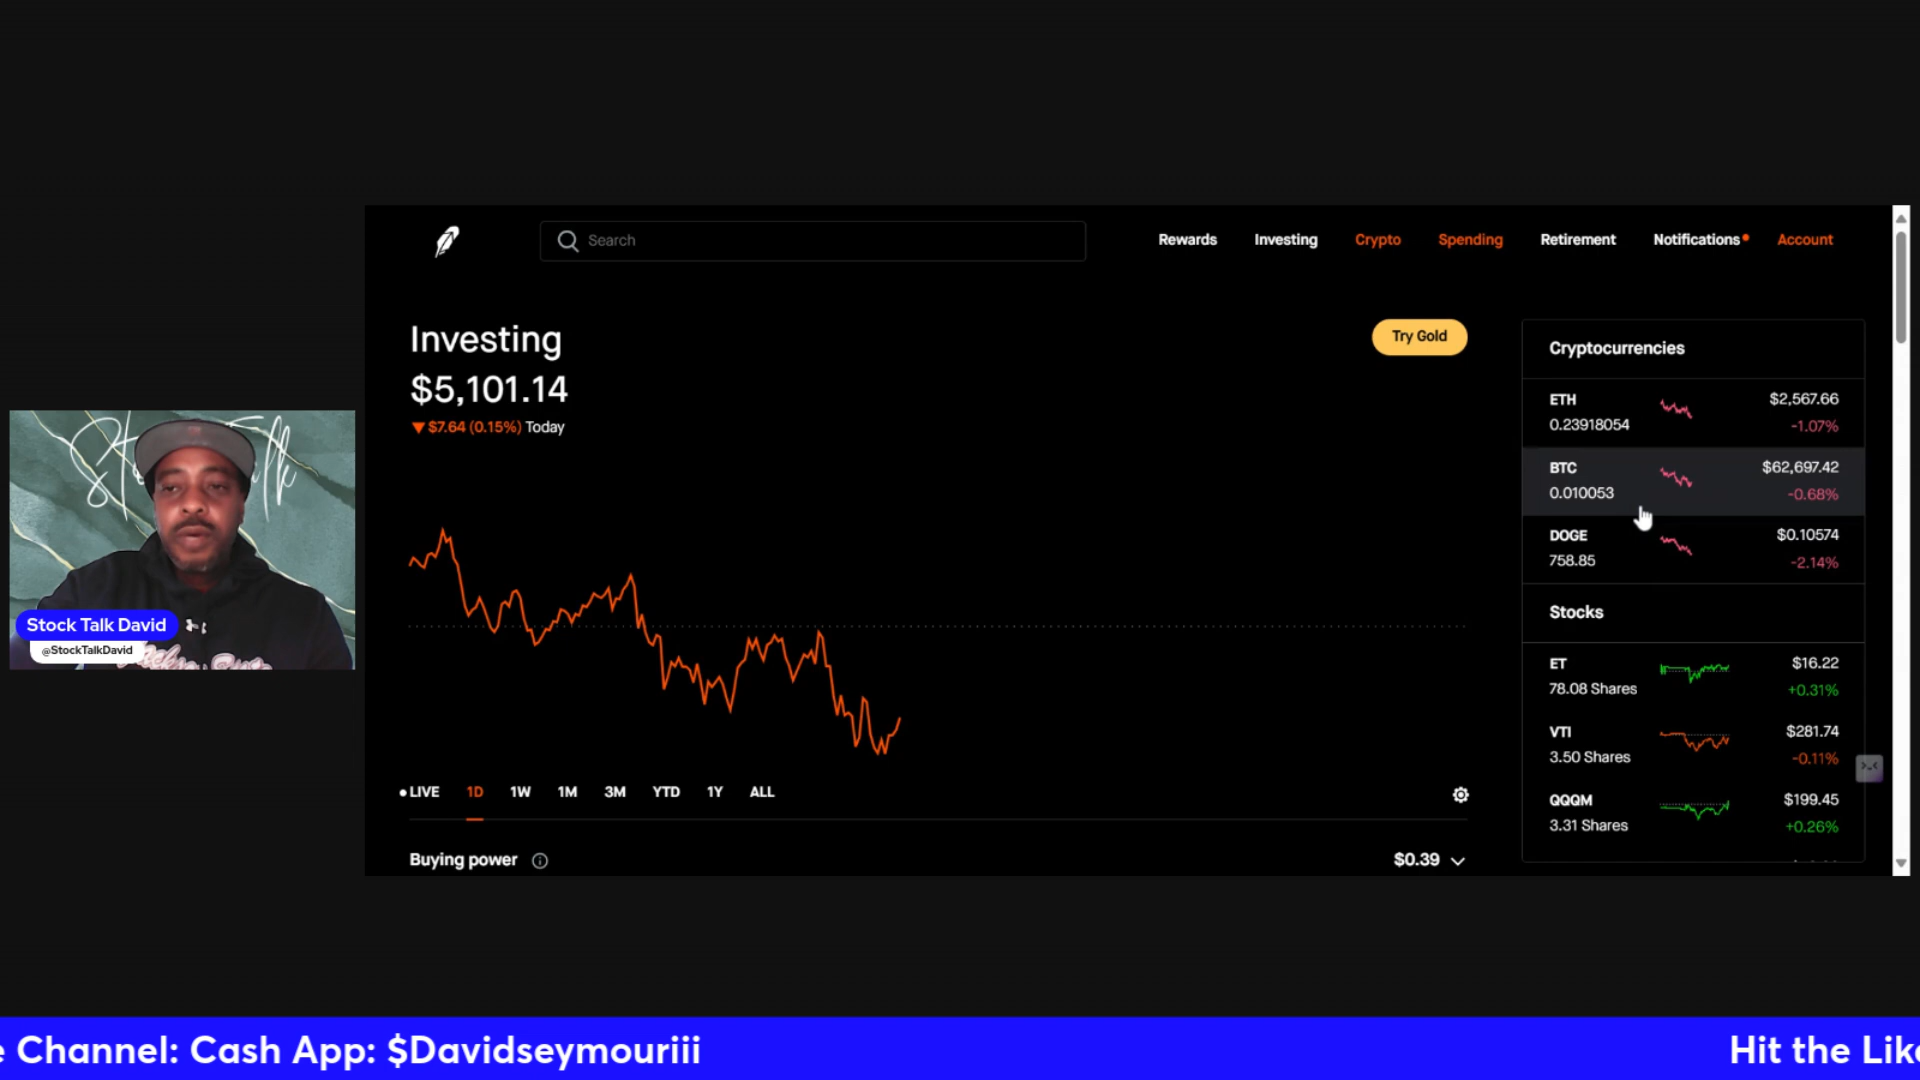 Search
Rewards
Investing
Crypto
Spending
Retirement
Notifications
Account
Investing
$5,101.14
▼ $7.64 (0.15%) Today
Try Gold
LIVE
1D
1W
1M
3M
YTD
1Y
ALL
Buying power
$0.39
Cryptocurrencies
ETH
0.23918054
$2,567.66
-1.07%
BTC
0.010053
$62,697.42
-0.68%
DOGE
758.85
$0.10574
-2.14%
Stocks
ET
78.08 Shares
$16.22
+0.31%
VTI
3.50 Shares
$281.74
-0.11%
QQQM
3.31 Shares
$199.45
+0.26%
Stock Talk David
@StockTalkDavid
e Channel: Cash App: $Davidseymouriii
Hit the Like